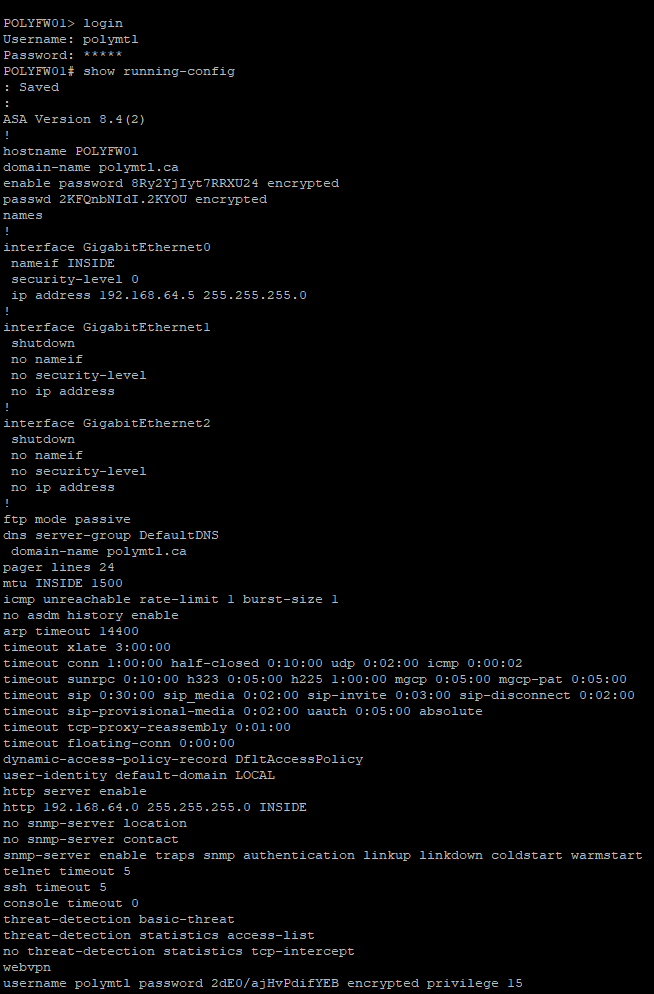 POLYFW01> login
Username: polymtl
Password: *****
POLYFW01# show running-config
: Saved
:
ASA Version 8.4(2)
!
hostname POLYFW01
domain-name polymtl.ca
enable password 8Ry2YjIyt7RRXU24 encrypted
passwd 2KFQnbNIdI.2KYOU encrypted
names
!
interface GigabitEthernet0
 nameif INSIDE
 security-level 0
 ip address 192.168.64.5 255.255.255.0
!
interface GigabitEthernet1
 shutdown
 no nameif
 no security-level
 no ip address
!
interface GigabitEthernet2
 shutdown
 no nameif
 no security-level
 no ip address
!
ftp mode passive
dns server-group DefaultDNS
 domain-name polymtl.ca
pager lines 24
mtu INSIDE 1500
icmp unreachable rate-limit 1 burst-size 1
no asdm history enable
arp timeout 14400
timeout xlate 3:00:00
timeout conn 1:00:00 half-closed 0:10:00 udp 0:02:00 icmp 0:00:02
timeout sunrpc 0:10:00 h323 0:05:00 h225 1:00:00 mgcp 0:05:00 mgcp-pat 0:05:00
timeout sip 0:30:00 sip_media 0:02:00 sip-invite 0:03:00 sip-disconnect 0:02:00
timeout sip-provisional-media 0:02:00 uauth 0:05:00 absolute
timeout tcp-proxy-reassembly 0:01:00
timeout floating-conn 0:00:00
dynamic-access-policy-record DfltAccessPolicy
user-identity default-domain LOCAL
http server enable
http 192.168.64.0 255.255.255.0 INSIDE
no snmp-server location
no snmp-server contact
snmp-server enable traps snmp authentication linkup linkdown coldstart warmstart
telnet timeout 5
ssh timeout 5
console timeout 0
threat-detection basic-threat
threat-detection statistics access-list
no threat-detection statistics tcp-intercept
webvpn
username polymtl password 2dE0/ajHvPdifYEB encrypted privilege 15